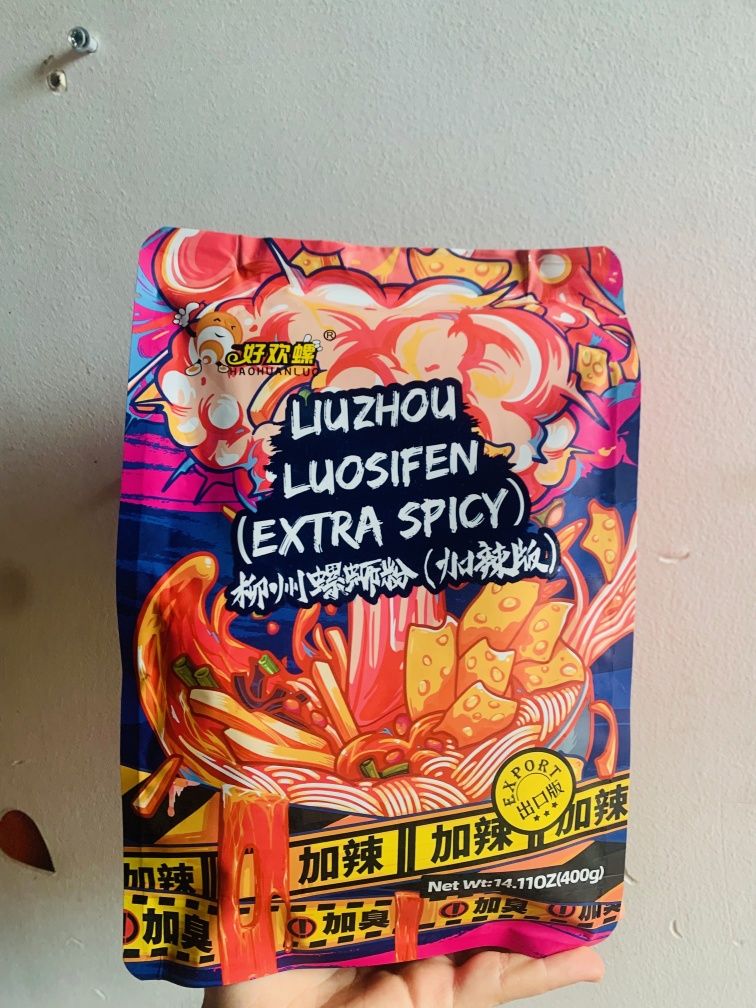 好欢螺®
HAOHUANLUO
LIUZHOU
LUOSIFEN
(EXTRA SPICY)
柳州螺蛳粉(加辣版)
EXPORT
出口版
加辣 加辣 加辣 加辣
Net Wt:14.11OZ(400g)
加臭 加臭 加臭 加臭